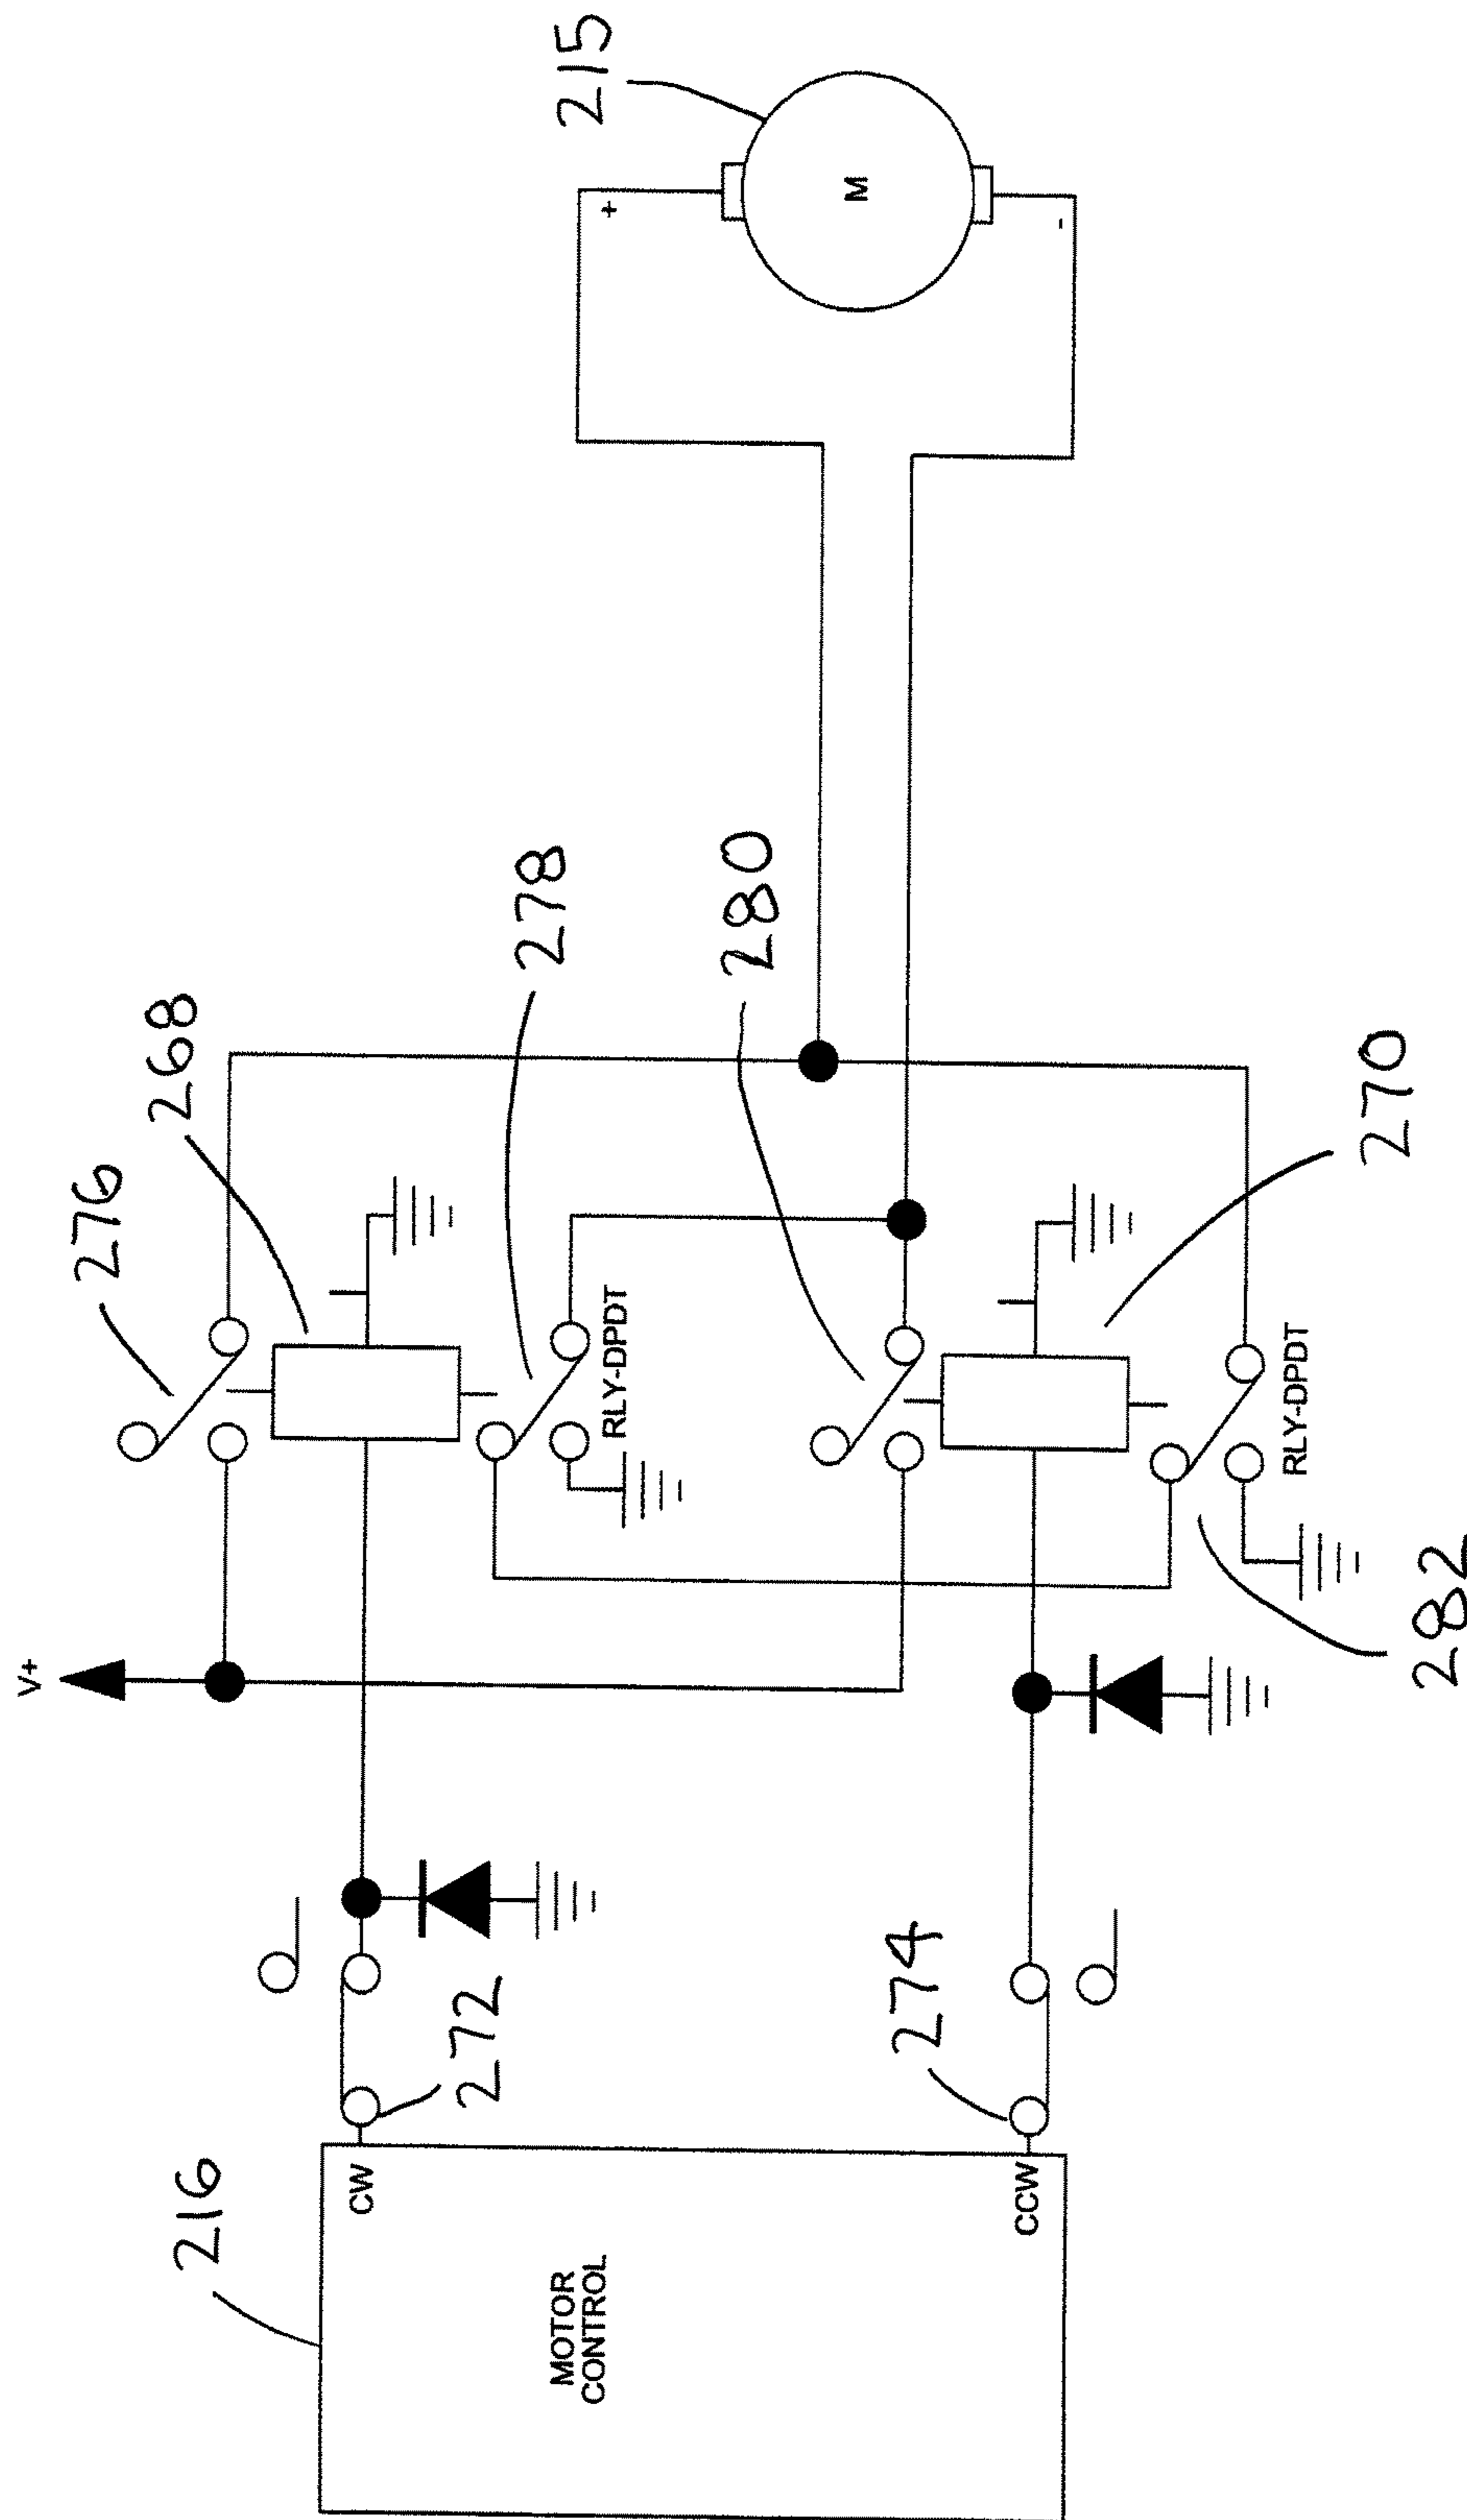 216
MOTOR
CONTROL
CW
CCW
272
274
V+
276
268
278
RLY-DPDT
280
270
RLY-DPDT
282
215
+
M
-